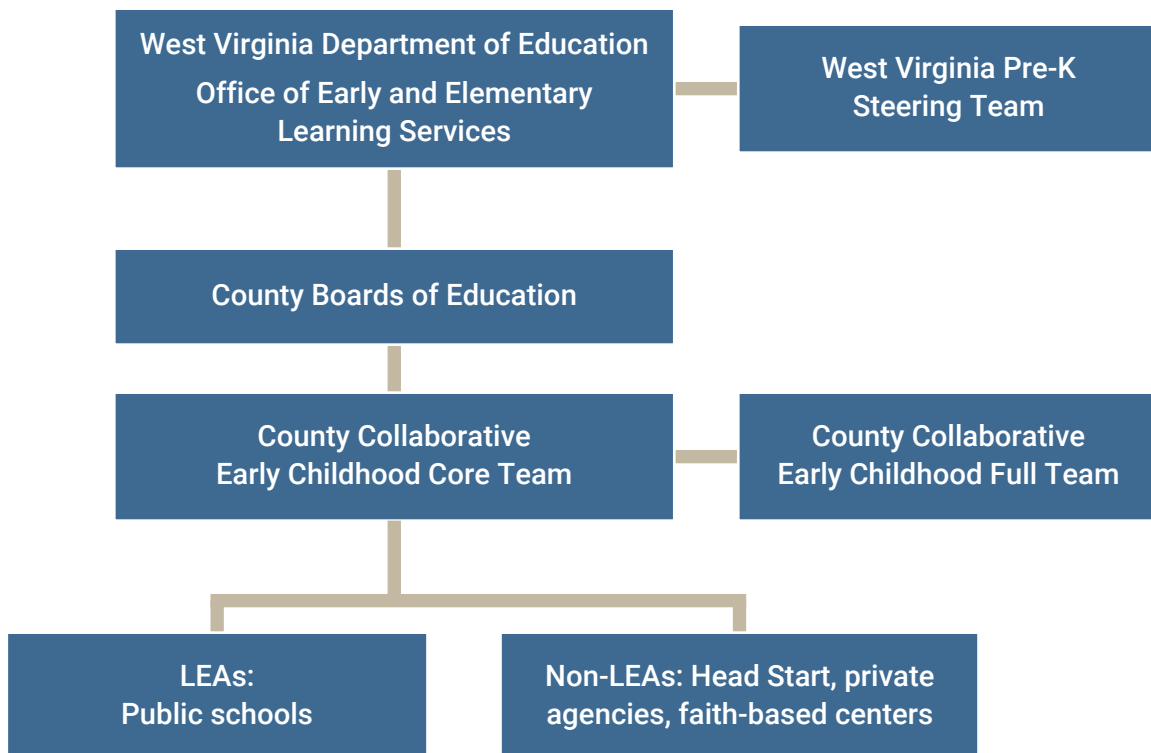 West Virginia Department of Education
Office of Early and Elementary
Learning Services
West Virginia Pre-K
Steering Team
County Boards of Education
County Collaborative
Early Childhood Core Team
County Collaborative
Early Childhood Full Team
LEAs:
Public schools
Non-LEAs: Head Start, private
agencies, faith-based centers